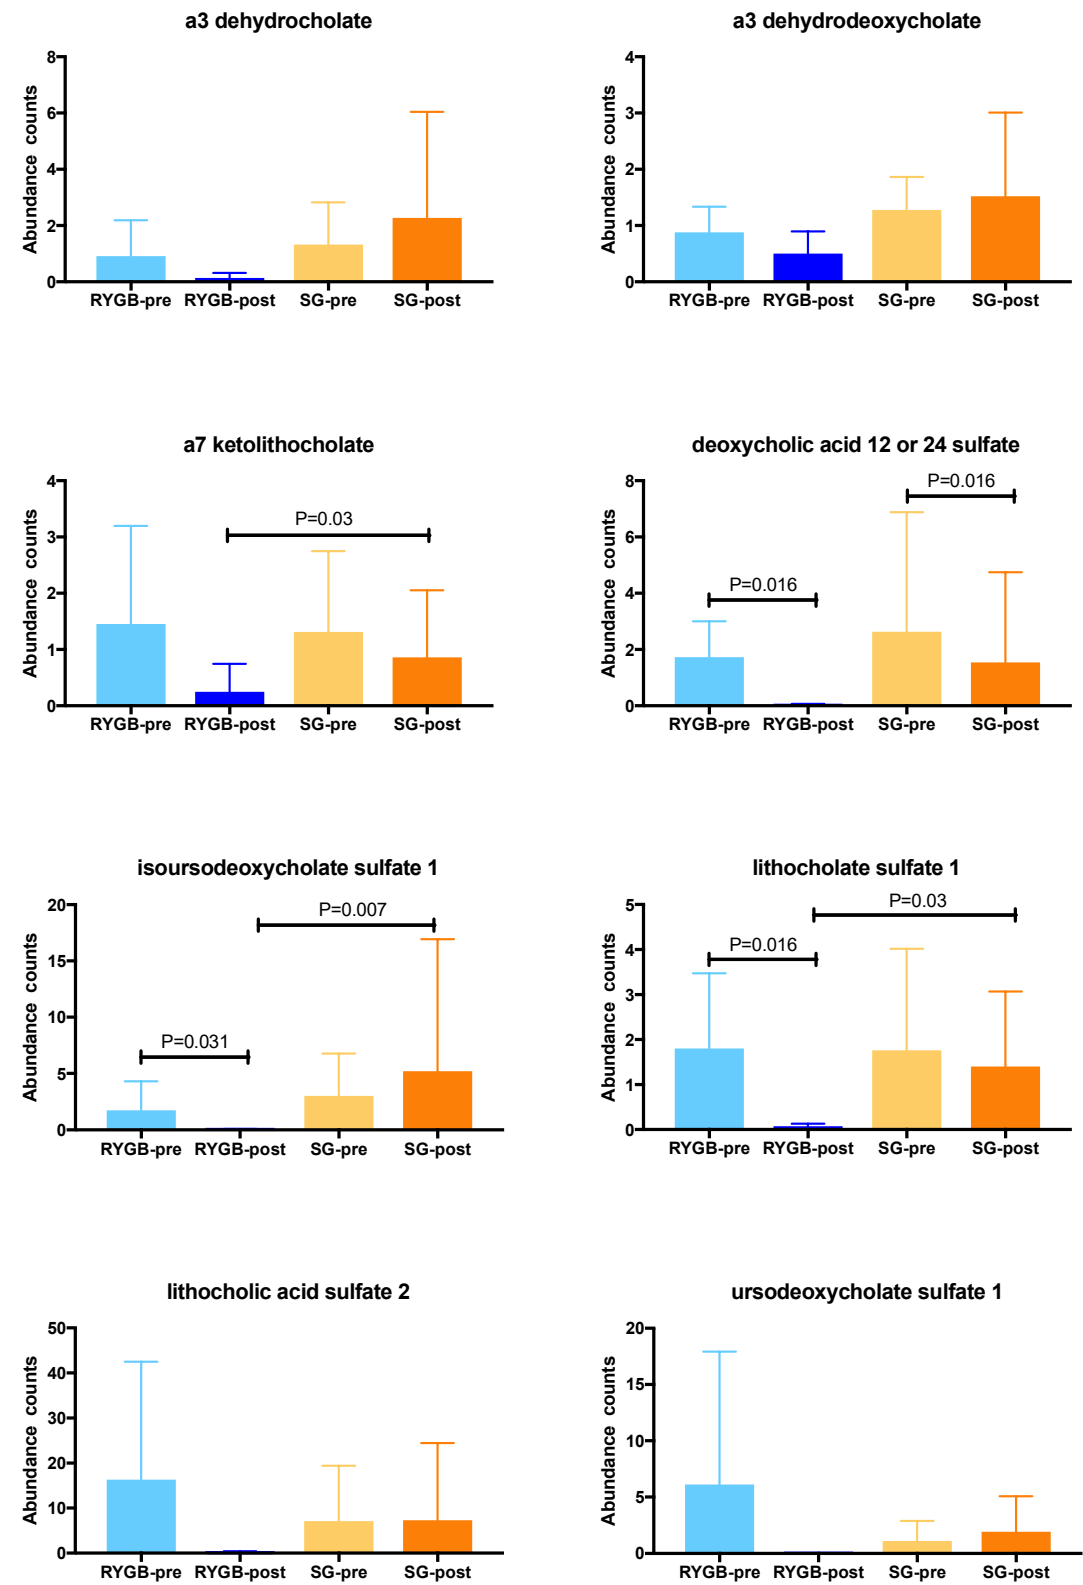 a3 dehydrocholate
8
6
4
2
0
Abundance counts
RYGB-pre RYGB-post SG-pre SG-post
a3 dehydrodeoxycholate
4
3
2
1
0
Abundance counts
RYGB-pre RYGB-post SG-pre SG-post
a7 ketolithocholate
4
3
2
1
0
Abundance counts
P=0.03
RYGB-pre RYGB-post SG-pre SG-post
deoxycholic acid 12 or 24 sulfate
8
6
4
2
0
Abundance counts
P=0.016
P=0.016
RYGB-pre RYGB-post SG-pre SG-post
isoursodeoxycholate sulfate 1
20
15
10
5
0
Abundance counts
P=0.007
P=0.031
RYGB-pre RYGB-post SG-pre SG-post
lithocholate sulfate 1
5
4
3
2
1
0
Abundance counts
P=0.03
P=0.016
RYGB-pre RYGB-post SG-pre SG-post
lithocholic acid sulfate 2
50
40
30
20
10
0
Abundance counts
RYGB-pre RYGB-post SG-pre SG-post
ursodeoxycholate sulfate 1
20
15
10
5
0
Abundance counts
RYGB-pre RYGB-post SG-pre SG-post